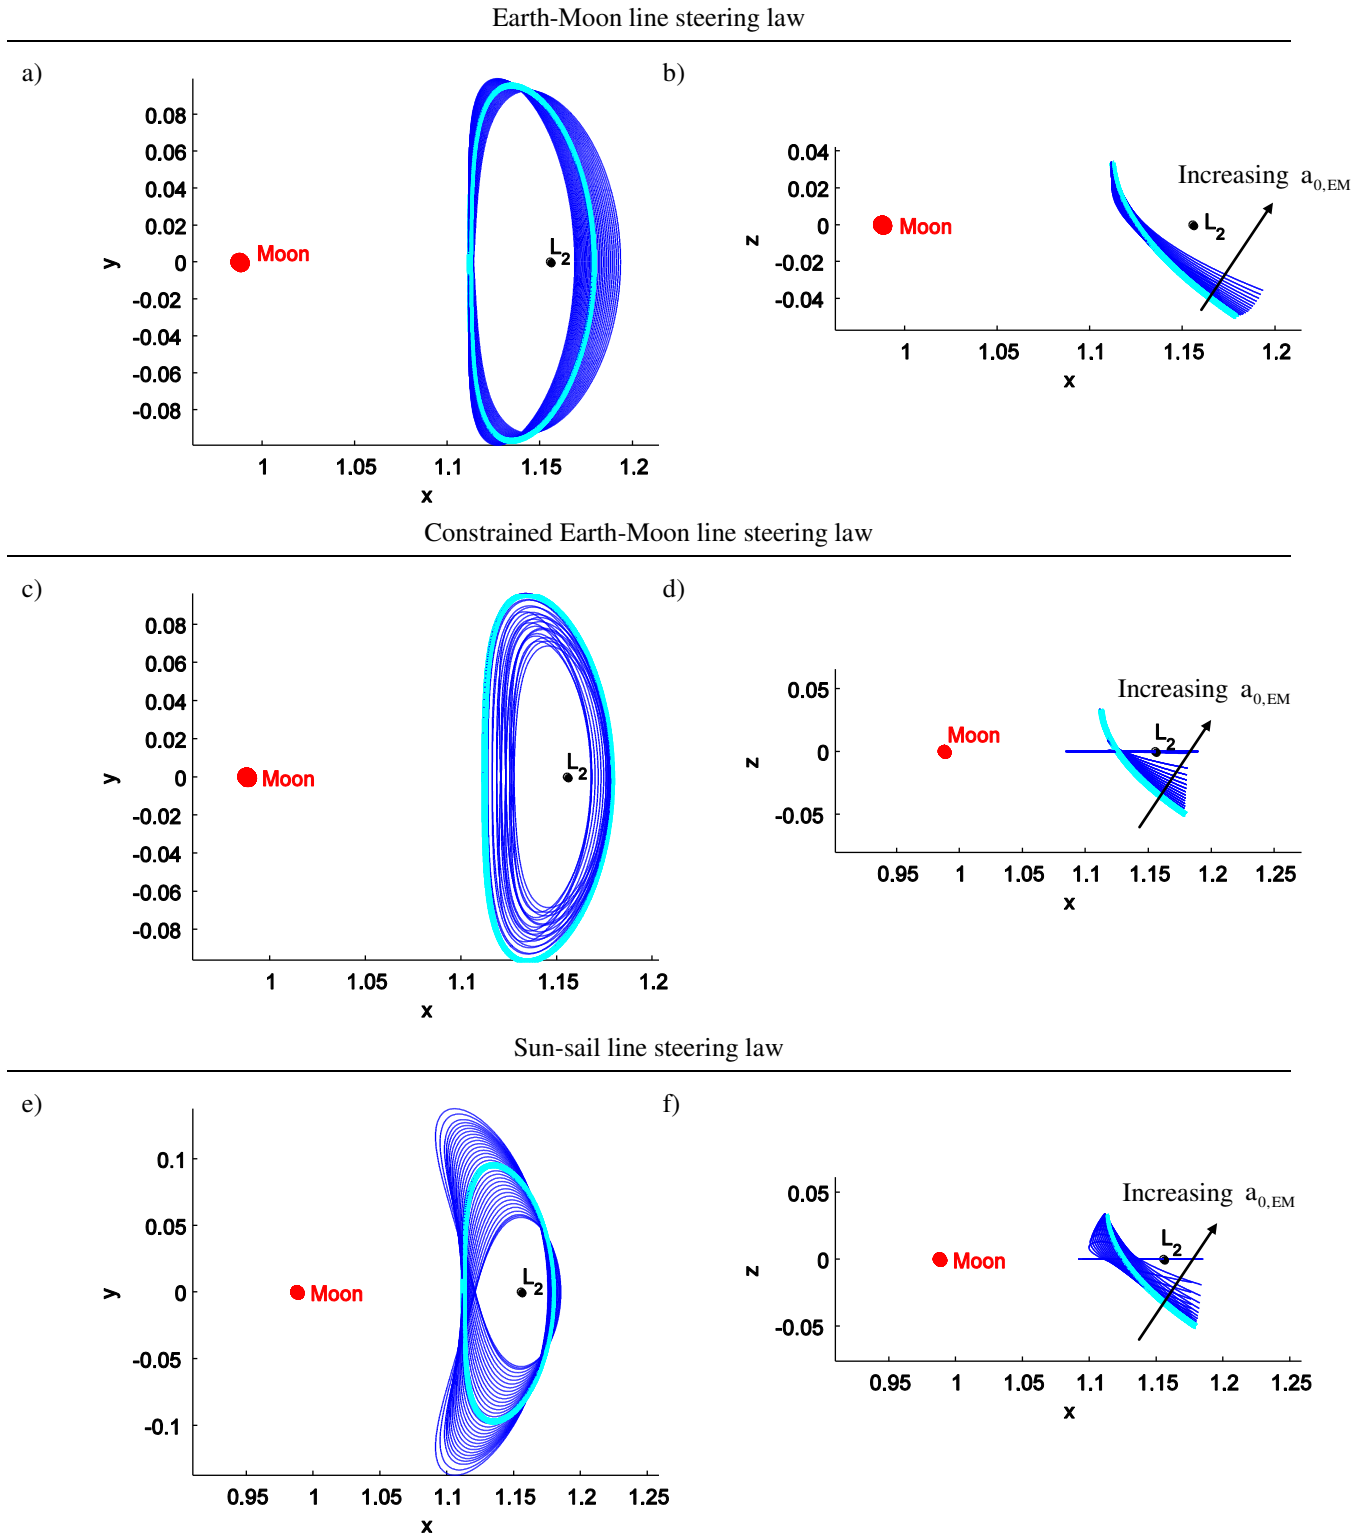 Earth-Moon line steering law
a)
0.08
0.06
0.04
0.02
0
-0.02
-0.04
-0.06
-0.08
y
Moon
L2
1
1.05
1.1
1.15
1.2
x
b)
0.04
0.02
0
-0.02
-0.04
z
Moon
L2
Increasing a0,EM
1
1.05
1.1
1.15
1.2
x
Constrained Earth-Moon line steering law
c)
0.08
0.06
0.04
0.02
0
-0.02
-0.04
-0.06
-0.08
y
Moon
L2
1
1.05
1.1
1.15
1.2
x
d)
0.05
0
-0.05
z
Moon
L2
Increasing a0,EM
0.95
1
1.05
1.1
1.15
1.2
1.25
x
Sun-sail line steering law
e)
0.1
0.05
0
-0.05
-0.1
y
Moon
L2
0.95
1
1.05
1.1
1.15
1.2
1.25
x
f)
0.05
0
-0.05
z
Moon
L2
Increasing a0,EM
0.95
1
1.05
1.1
1.15
1.2
1.25
x